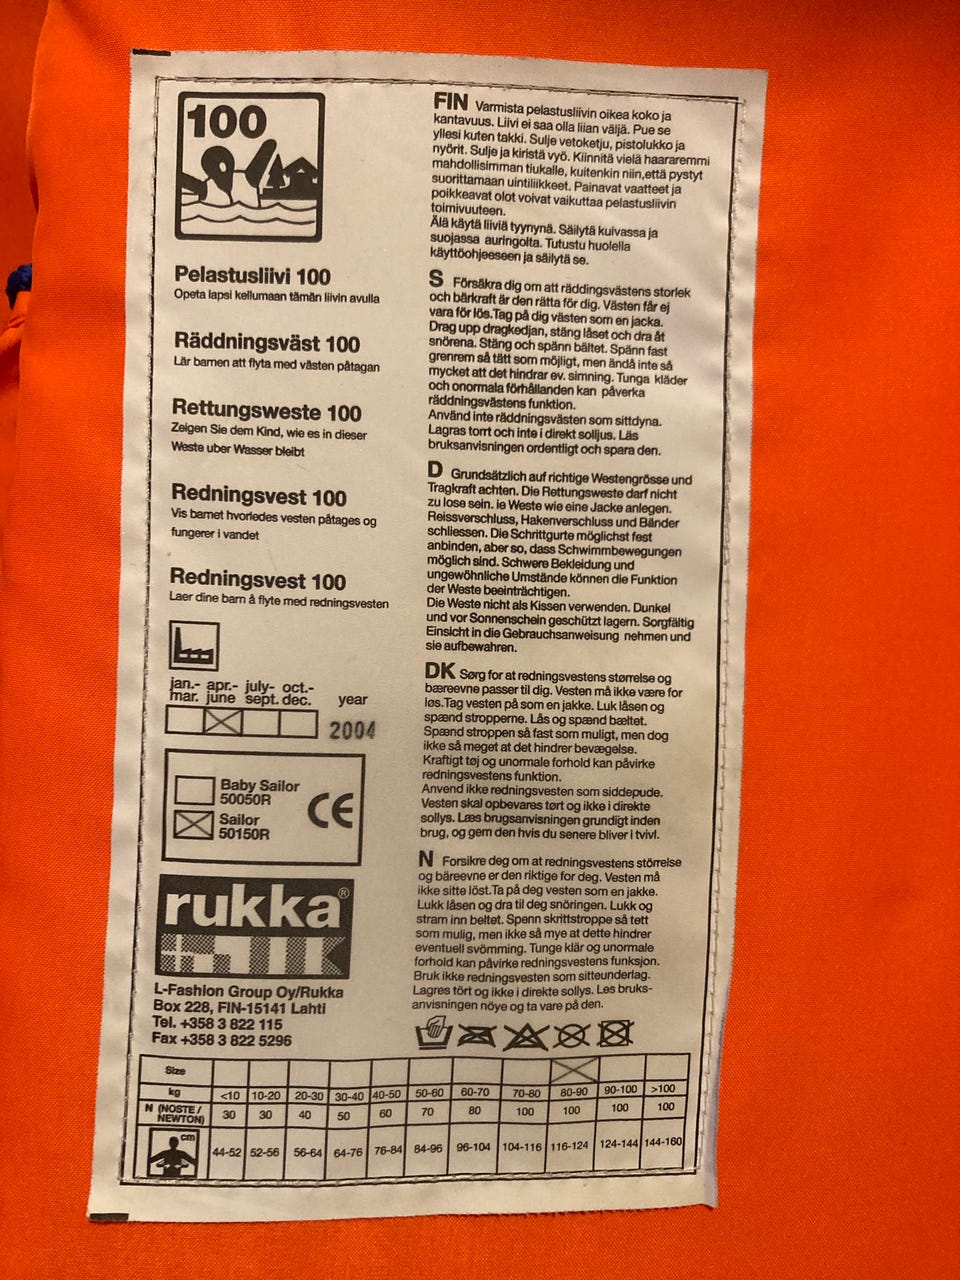 100
Pelastusliivi 100
Opeta lapsi kellumaan tämän liivin avulla
Räddningsväst 100
Lär barnen att flyta med västen påtagan
Rettungsweste 100
Zeigen Sie dem Kind, wie es in dieser
Weste uber Wasser bleibt
Redningsvest 100
Vis barnet hvorledes vesten påtages og
fungerer i vandet
Redningsvest 100
Laer dine barn å flyte med redningsvesten
jan.- apr.- july- oct.-
mar. june sept. dec. year
2004
Baby Sailor
50050R
Sailor
50150R
CE
rukka®
L-Fashion Group Oy/Rukka
Box 228, FIN-15141 Lahti
Tel. +358 3 822 115
Fax +358 3 822 5296
FIN Varmista pelastusliivin oikea koko ja
kantavuus. Liivi ei saa olla liian väljä. Pue se
yllesi kuten takki. Sulje vetoketju, pistolukko ja
nyörit. Sulje ja kiristä vyö. Kiinnitä vielä haararemmi
mahdollisimman tiukalle, kuitenkin niin,että pystyt
suorittamaan uintiliikkeet. Painavat vaatteet ja
poikkeavat olot voivat vaikuttaa pelastusliivin
toimivuuteen.
Älä käytä liiviä tyynynä. Säilytä kuivassa ja
suojassa auringolta. Tutustu huolella
käyttöohjeeseen ja säilytä se.
S Försäkra dig om att räddingsvästens storlek
och bärkraft är den rätta för dig. Västen får ej
vara för lös.Tag på dig västen som en jacka.
Drag upp dragkedjan, stäng låset och dra åt
snörena. Stäng och spänn bältet. Spänn fast
grenrem så tätt som möjligt, men ändå inte så
mycket att det hindrar ev. simning. Tunga kläder
och onormala förhållanden kan påverka
räddningsvästens funktion.
Använd inte räddningsvästen som sittdyna.
Lagras torrt och inte i direkt solljus. Läs
bruksanvisningen ordentligt och spara den.
D Grundsätzlich auf richtige Westengrösse und
Tragkraft achten. Die Rettungsweste darf nicht
zu lose sein. ie Weste wie eine Jacke anlegen.
Reissverschluss, Hakenverschluss und Bänder
schliessen. Die Schrittgurte möglichst fest
anbinden, aber so, dass Schwimmbewegungen
möglich sind. Schwere Bekleidung und
ungewöhnliche Umstände können die Funktion
der Weste beeinträchtigen.
Die Weste nicht als Kissen verwenden. Dunkel
und vor Sonnenschein geschützt lagern. Sorgfältig
Einsicht in die Gebrauchsanweisung nehmen und
sie aufbewahren.
DK Sørg for at redningsvestens størrelse og
bæreevne passer til dig. Vesten må ikke være for
løs.Tag vesten på som en jakke. Luk låsen og
spænd stropperne. Lås og spænd bæltet.
Spænd stroppen så fast som muligt, men dog
ikke så meget at det hindrer bevægelse.
Kraftigt tøj og unormale forhold kan påvirke
redningsvestens funktion.
Anvend ikke redningsvesten som siddepude.
Vesten skal opbevares tørt og ikke i direkte
sollys. Læs brugsanvisningen grundigt inden
brug, og gem den hvis du senere bliver i tvivl.
N Forsikre deg om at redningsvestens störrelse
og bäreevne er den riktige for deg. Vesten må
ikke sitte löst.Ta på deg vesten som en jakke.
Lukk låsen og dra til deg snöringen. Lukk og
stram inn beltet. Spenn skrittstroppe så tett
som mulig, men ikke så mye at dette hindrer
eventuell svömming. Tunge klär og unormale
forhold kan påvirke redningsvestens funksjon.
Bruk ikke redningsvesten som sitteunderlag.
Lagres tört og ikke i direkte sollys. Les bruks-
anvisningen nöye og ta vare på den.
Size
kg <10 10-20 20-30 30-40 40-50 50-60 60-70 70-80 80-90 90-100 >100
N (NOSTE / NEWTON) 30 30 40 50 60 70 80 100 100 100 100
cm 44-52 52-56 56-64 64-76 76-84 84-96 96-104 104-116 116-124 124-144 144-160